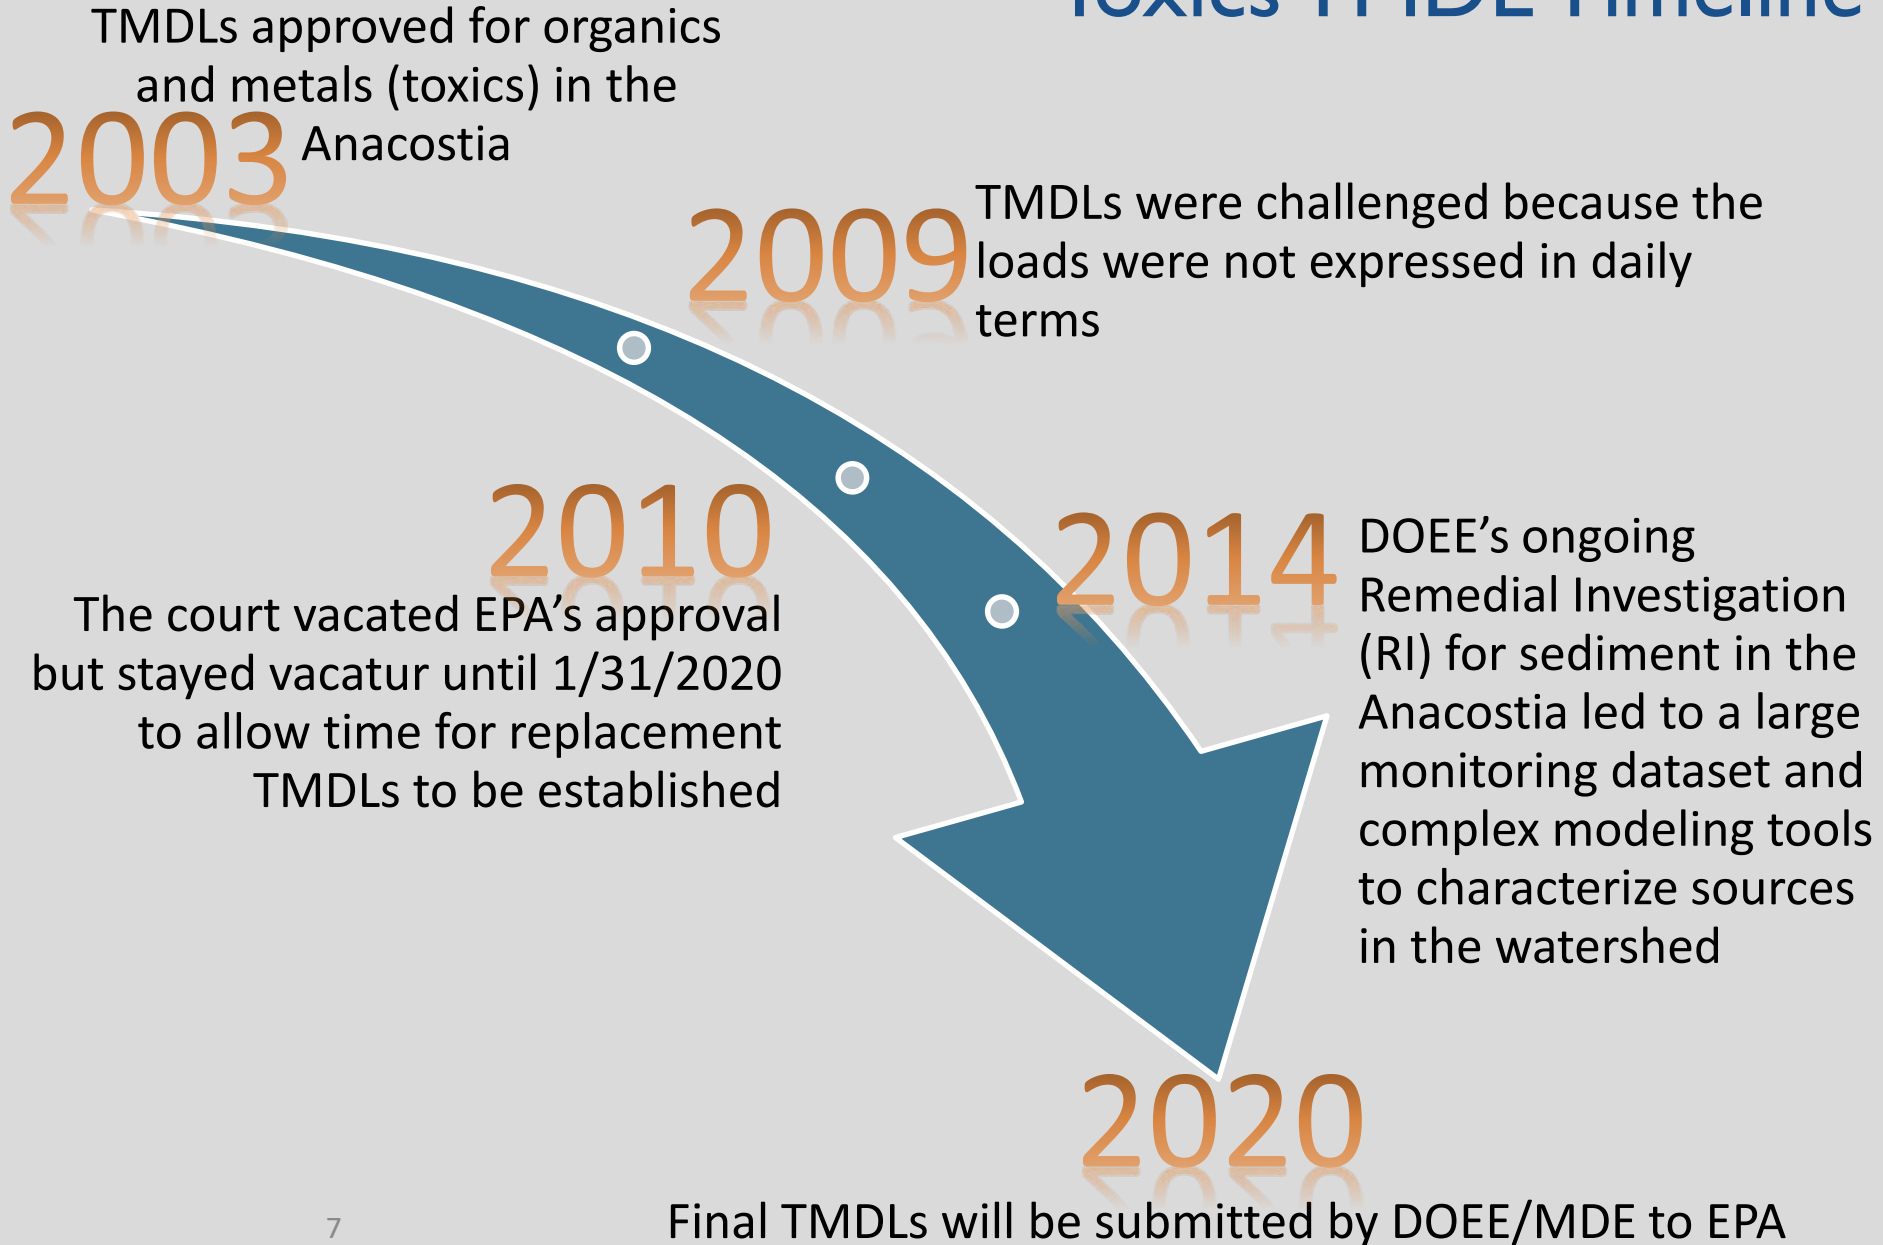 Toxics TMDL Timeline
TMDLs approved for organics
and metals (toxics) in the
Anacostia
2003
2009
TMDLs were challenged because the
loads were not expressed in daily
terms
2010
The court vacated EPA’s approval
but stayed vacatur until 1/31/2020
to allow time for replacement
TMDLs to be established
2014
DOEE’s ongoing
Remedial Investigation
(RI) for sediment in the
Anacostia led to a large
monitoring dataset and
complex modeling tools
to characterize sources
in the watershed
2020
Final TMDLs will be submitted by DOEE/MDE to EPA
7